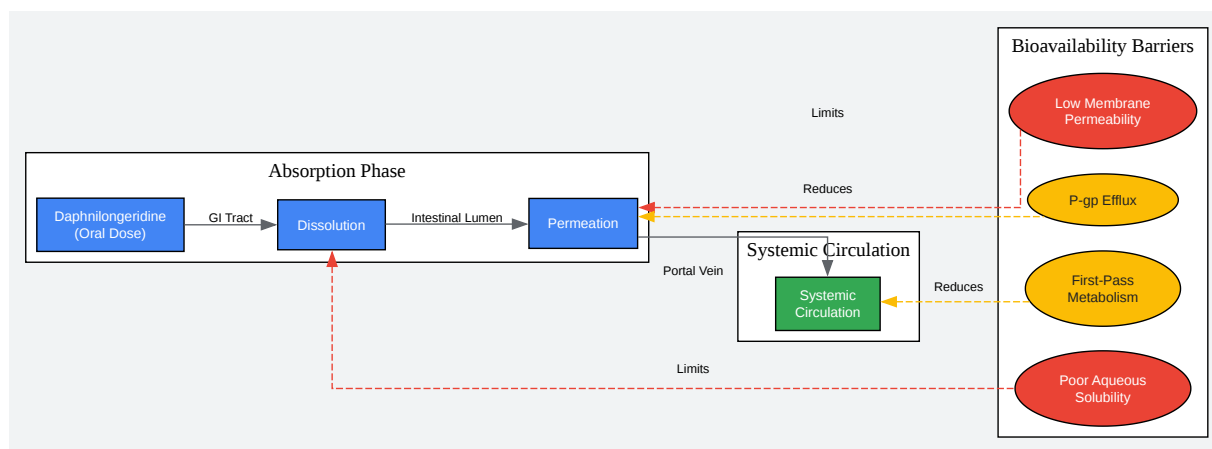 Bioavailability Barriers
Low Membrane
Permeability
Limits
Absorption Phase
Reduces
P-gp Efflux
Daphnilongeridine
(Oral Dose)
GI Tract
Dissolution
Intestinal Lumen
Permeation
Systemic Circulation
Portal Vein
Systemic
Circulation
Reduces
First-Pass
Metabolism
Limits
Poor Aqueous
Solubility